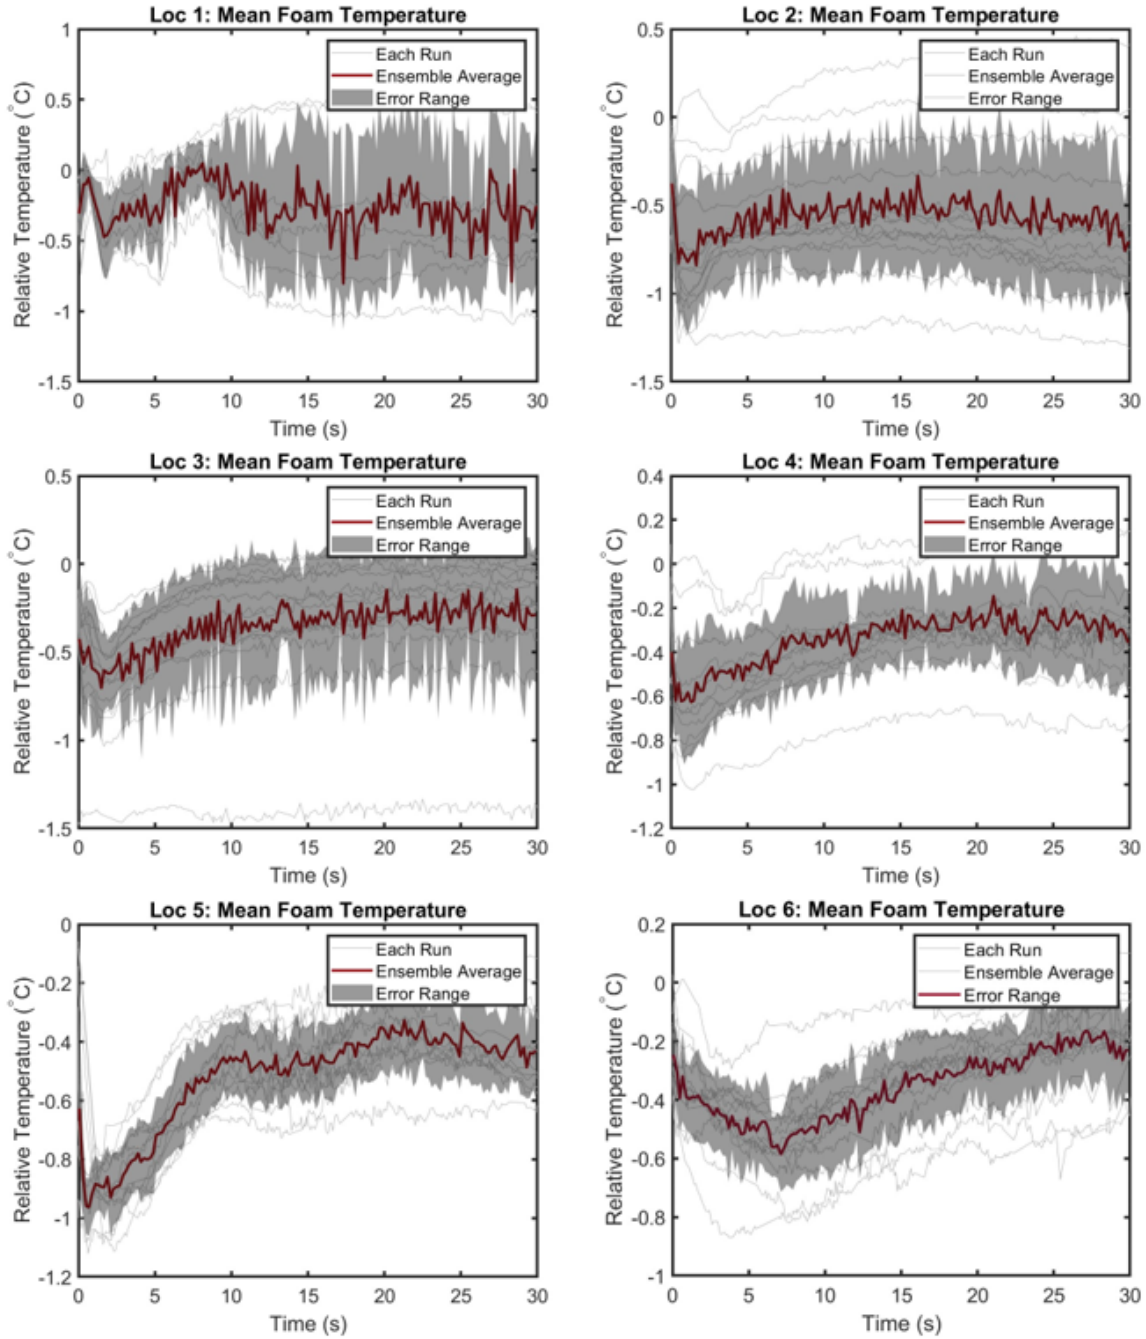 Loc 1: Mean Foam Temperature
1
0.5
0
-0.5
-1
-1.5
Relative Temperature (°C)
Each Run
Ensemble Average
Error Range
0 5 10 15 20 25 30
Time (s)
Loc 2: Mean Foam Temperature
0.5
0
-0.5
-1
-1.5
Relative Temperature (°C)
Each Run
Ensemble Average
Error Range
0 5 10 15 20 25 30
Time (s)
Loc 3: Mean Foam Temperature
0.5
0
-0.5
-1
-1.5
Relative Temperature (°C)
Each Run
Ensemble Average
Error Range
0 5 10 15 20 25 30
Time (s)
Loc 4: Mean Foam Temperature
0.4
0.2
0
-0.2
-0.4
-0.6
-0.8
-1
-1.2
Relative Temperature (°C)
Each Run
Ensemble Average
Error Range
0 5 10 15 20 25 30
Time (s)
Loc 5: Mean Foam Temperature
0
-0.2
-0.4
-0.6
-0.8
-1
-1.2
Relative Temperature (°C)
Each Run
Ensemble Average
Error Range
0 5 10 15 20 25 30
Time (s)
Loc 6: Mean Foam Temperature
0.2
0
-0.2
-0.4
-0.6
-0.8
-1
Relative Temperature (°C)
Each Run
Ensemble Average
Error Range
0 5 10 15 20 25 30
Time (s)